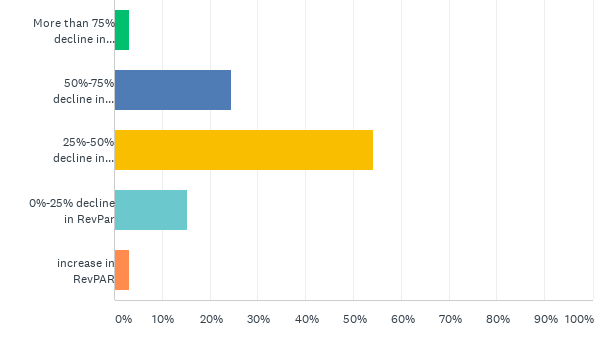 More than 75%
decline in...
50%-75%
decline in...
25%-50%
decline in...
0%-25% decline
in RevPar
increase in
RevPAR
0% 10% 20% 30% 40% 50% 60% 70% 80% 90% 100%